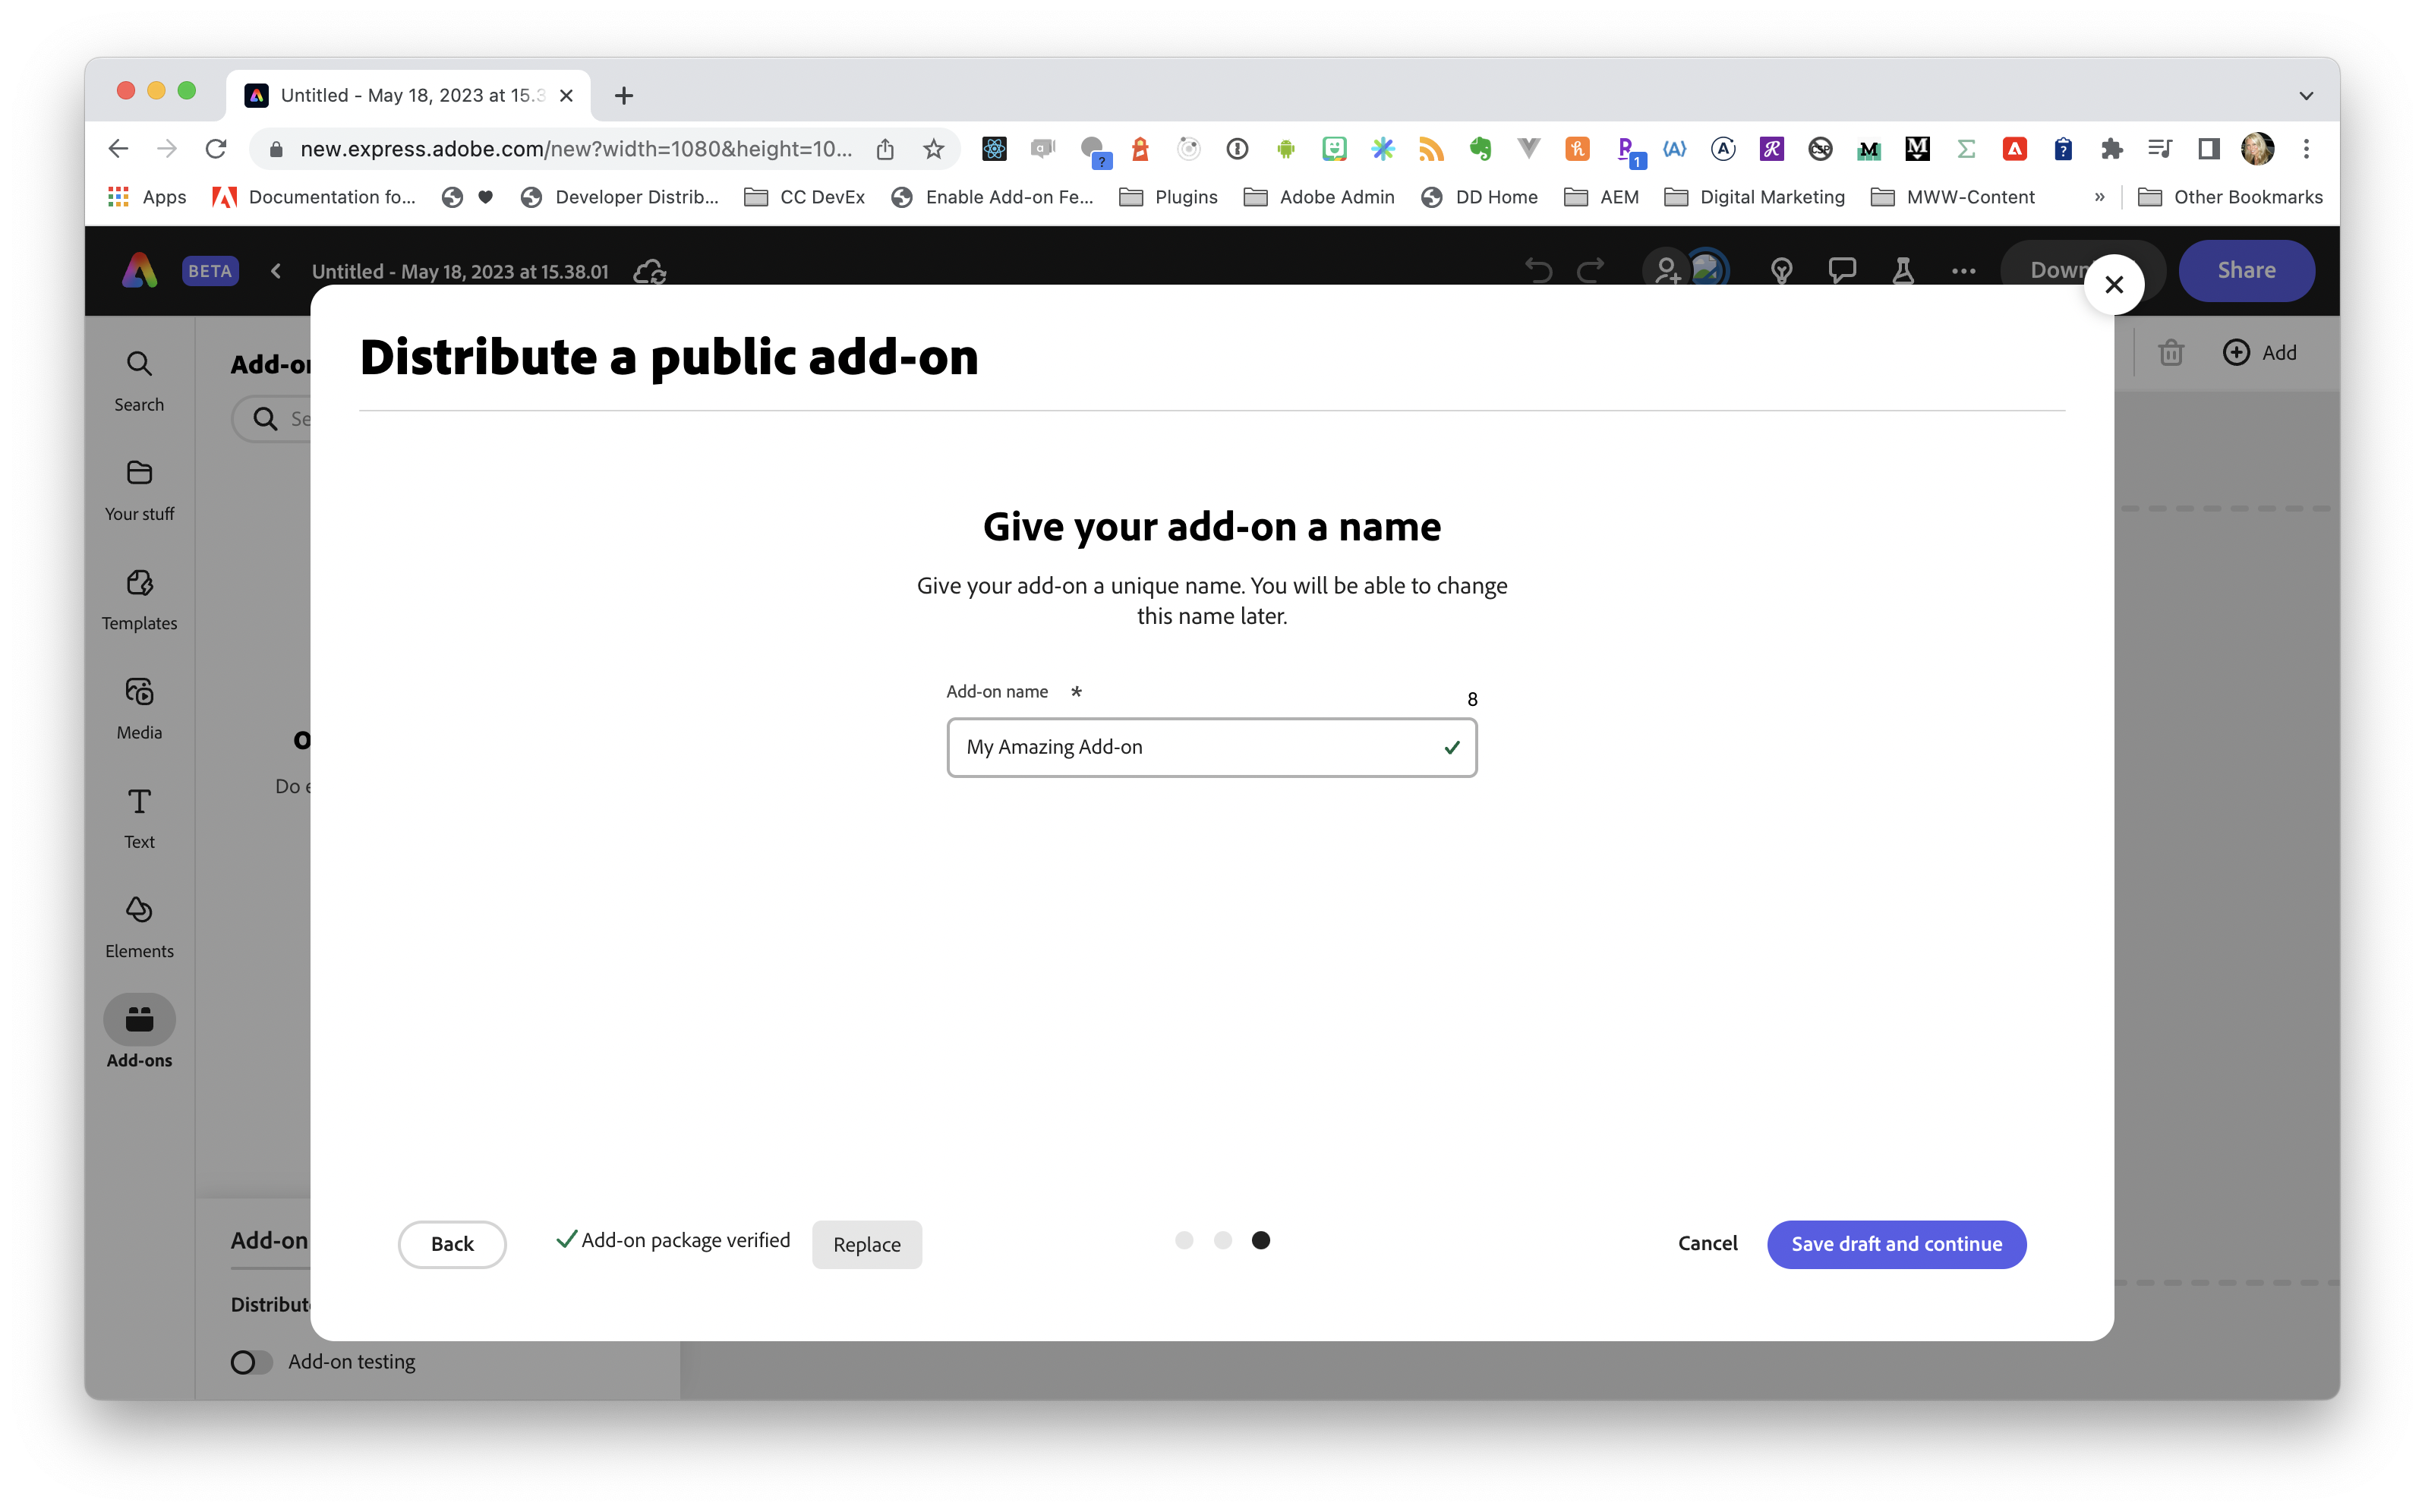 Untitled - May 18, 2023 at 15.3
new.express.adobe.com/new?width=1080&height=10...
Apps
Documentation fo...
Developer Distrib...
CC DevEx
Enable Add-on Fe...
Plugins
Adobe Admin
DD Home
AEM
Digital Marketing
MWW-Content
»
Other Bookmarks
BETA
Untitled - May 18, 2023 at 15.38.01
Share
Distribute a public add-on
Add
Search
Your stuff
Templates
Media
Text
Elements
Add-ons
Give your add-on a name
Give your add-on a unique name. You will be able to change
this name later.
Add-on name *
8
My Amazing Add-on
Back
Add-on package verified
Replace
Cancel
Save draft and continue
Add-on
Distribut
Add-on testing